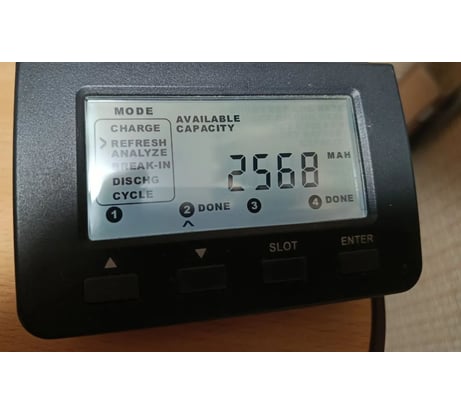 MODE
CHARGE
REFRESH
ANALYZE
BREAK-IN
DISCHG
CYCLE
AVAILABLE
CAPACITY
2568 MAH
1 2 DONE 3 4 DONE
SLOT ENTER